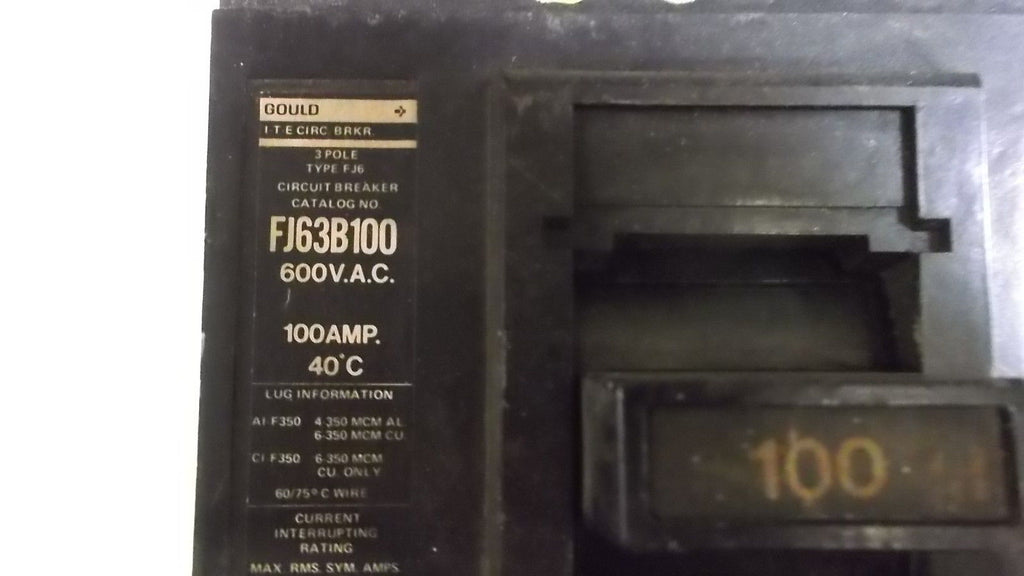 GOULD
I T E CIRC BRKR.
3 POLE
TYPE FJ6
CIRCUIT BREAKER
CATALOG NO.
FJ63B100
600V.A.C.
100AMP.
40°C
LUG INFORMATION
A1-F350 4-350 MCM AL
6-350 MCM CU
C1-F350 6-350 MCM
CU. ONLY
60/75°C WIRE
CURRENT
INTERRUPTING
RATING
MAX. RMS. SYM. AMPS
100